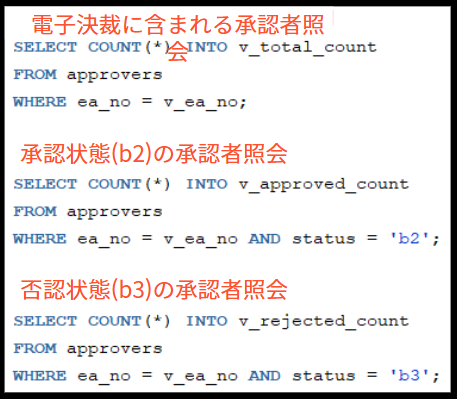 電子決裁に含まれる承認者照
会
SELECT COUNT(*) INTO v_total_count
FROM approvers
WHERE ea_no = v_ea_no;
承認状態(b2)の承認者照会
SELECT COUNT(*) INTO v_approved_count
FROM approvers
WHERE ea_no = v_ea_no AND status = 'b2';
否認状態(b3)の承認者照会
SELECT COUNT(*) INTO v_rejected_count
FROM approvers
WHERE ea_no = v_ea_no AND status = 'b3';